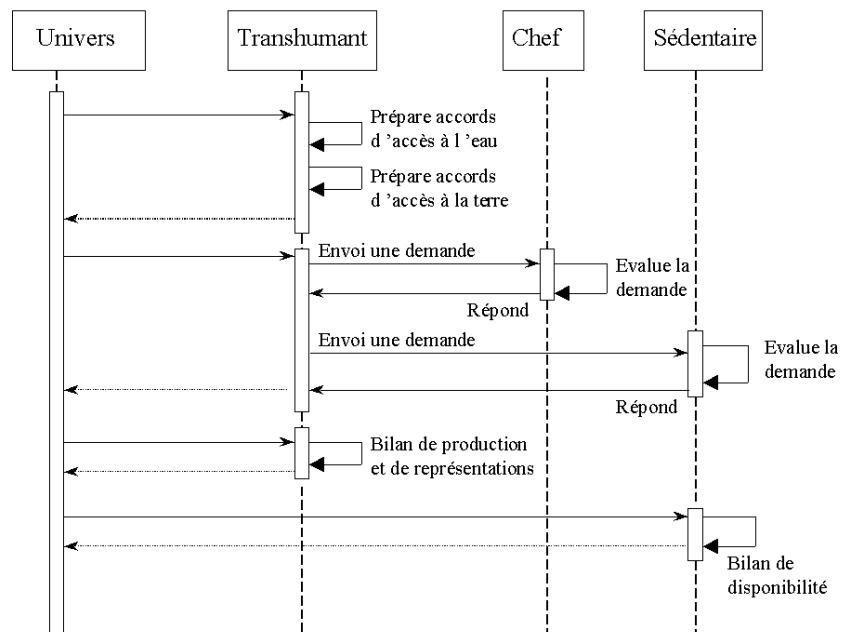 Univers
Transhumant
Chef
Sédentaire
Prépare accords
d ’accès à l ’eau
Prépare accords
d ’accès à la terre
Envoi une demande
Evalue la
demande
Répond
Envoi une demande
Evalue la
demande
Répond
Bilan de production
et de représentations
Bilan de
disponibilité